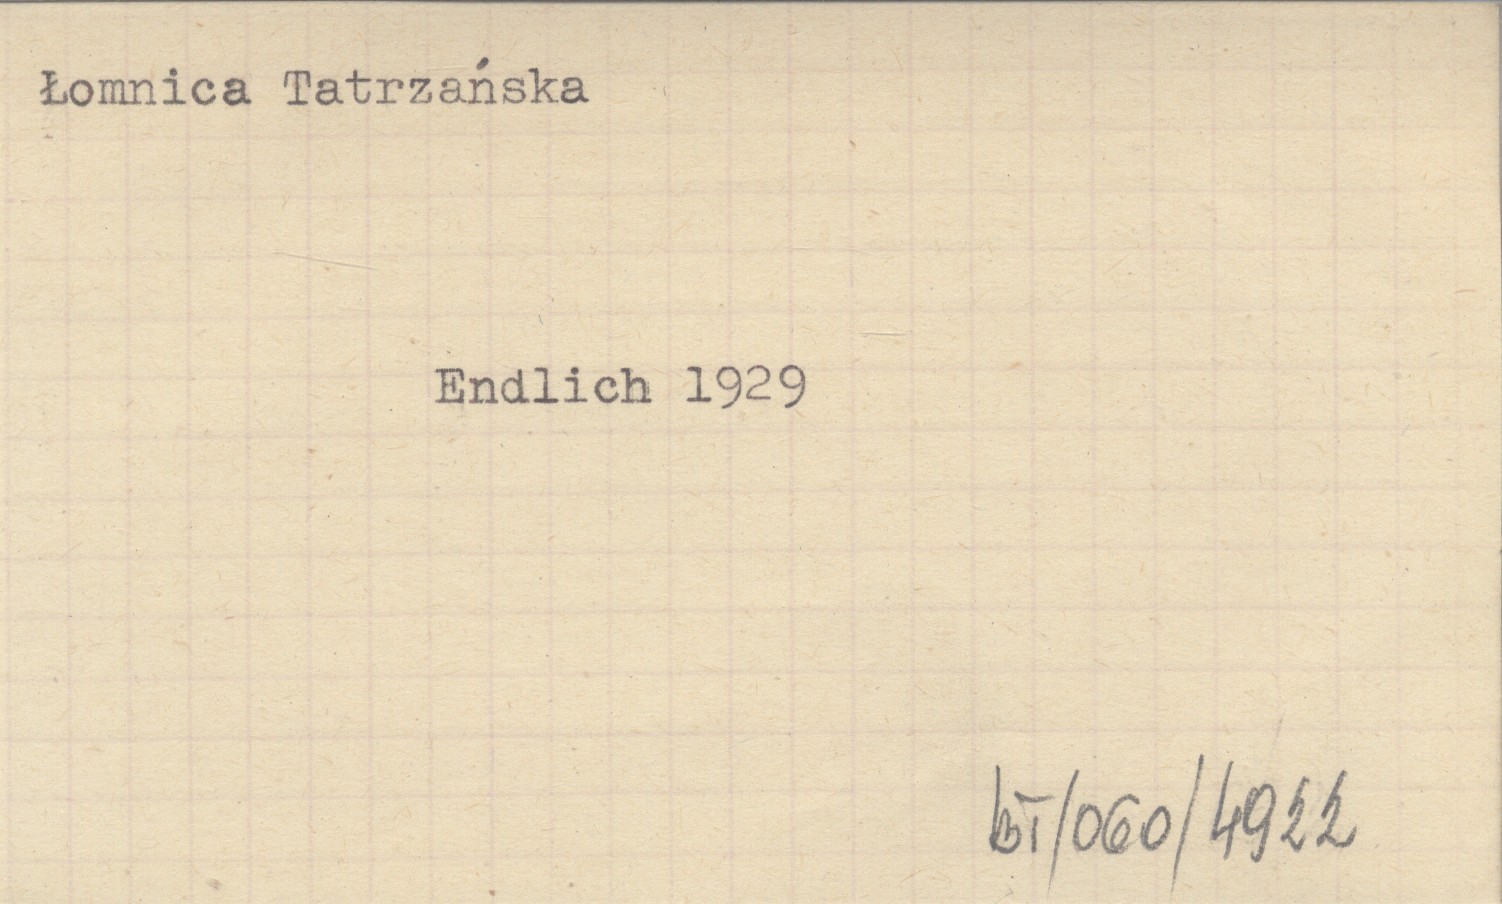 Łomnica Tatrzańska
Endlich 1929
BT/060/4922